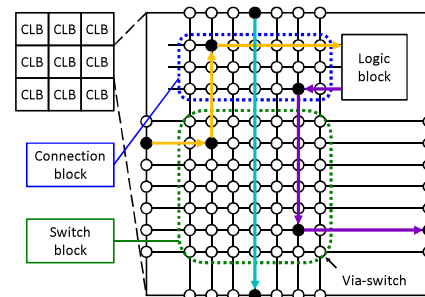 CLB CLB CLB
CLB CLB CLB
CLB CLB CLB
Logic
block
Connection
block
Switch
block
Via-switch